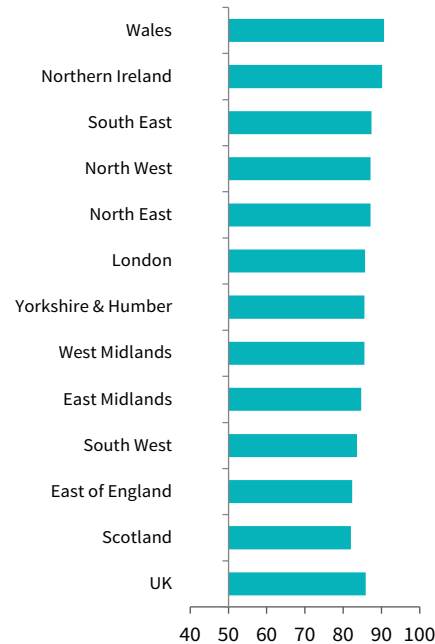 Wales
Northern Ireland
South East
North West
North East
London
Yorkshire & Humber
West Midlands
East Midlands
South West
East of England
Scotland
UK
40 50 60 70 80 90 100